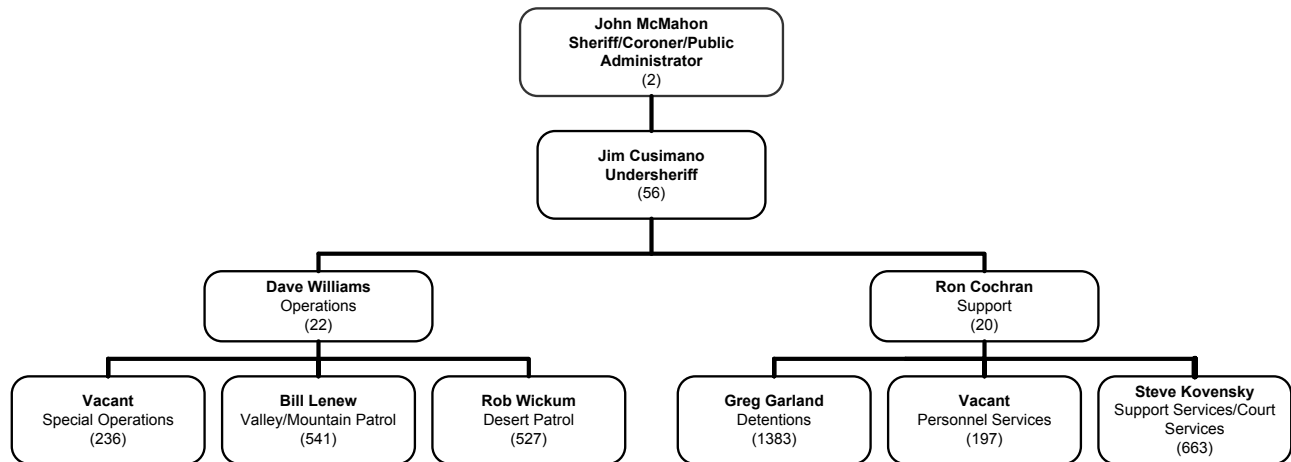 John McMahon
Sheriff/Coroner/Public
Administrator
(2)
Jim Cusimano
Undersheriff
(56)
Dave Williams
Operations
(22)
Ron Cochran
Support
(20)
Vacant
Special Operations
(236)
Bill Lenew
Valley/Mountain Patrol
(541)
Rob Wickum
Desert Patrol
(527)
Greg Garland
Detentions
(1383)
Vacant
Personnel Services
(197)
Steve Kovensky
Support Services/Court
Services
(663)